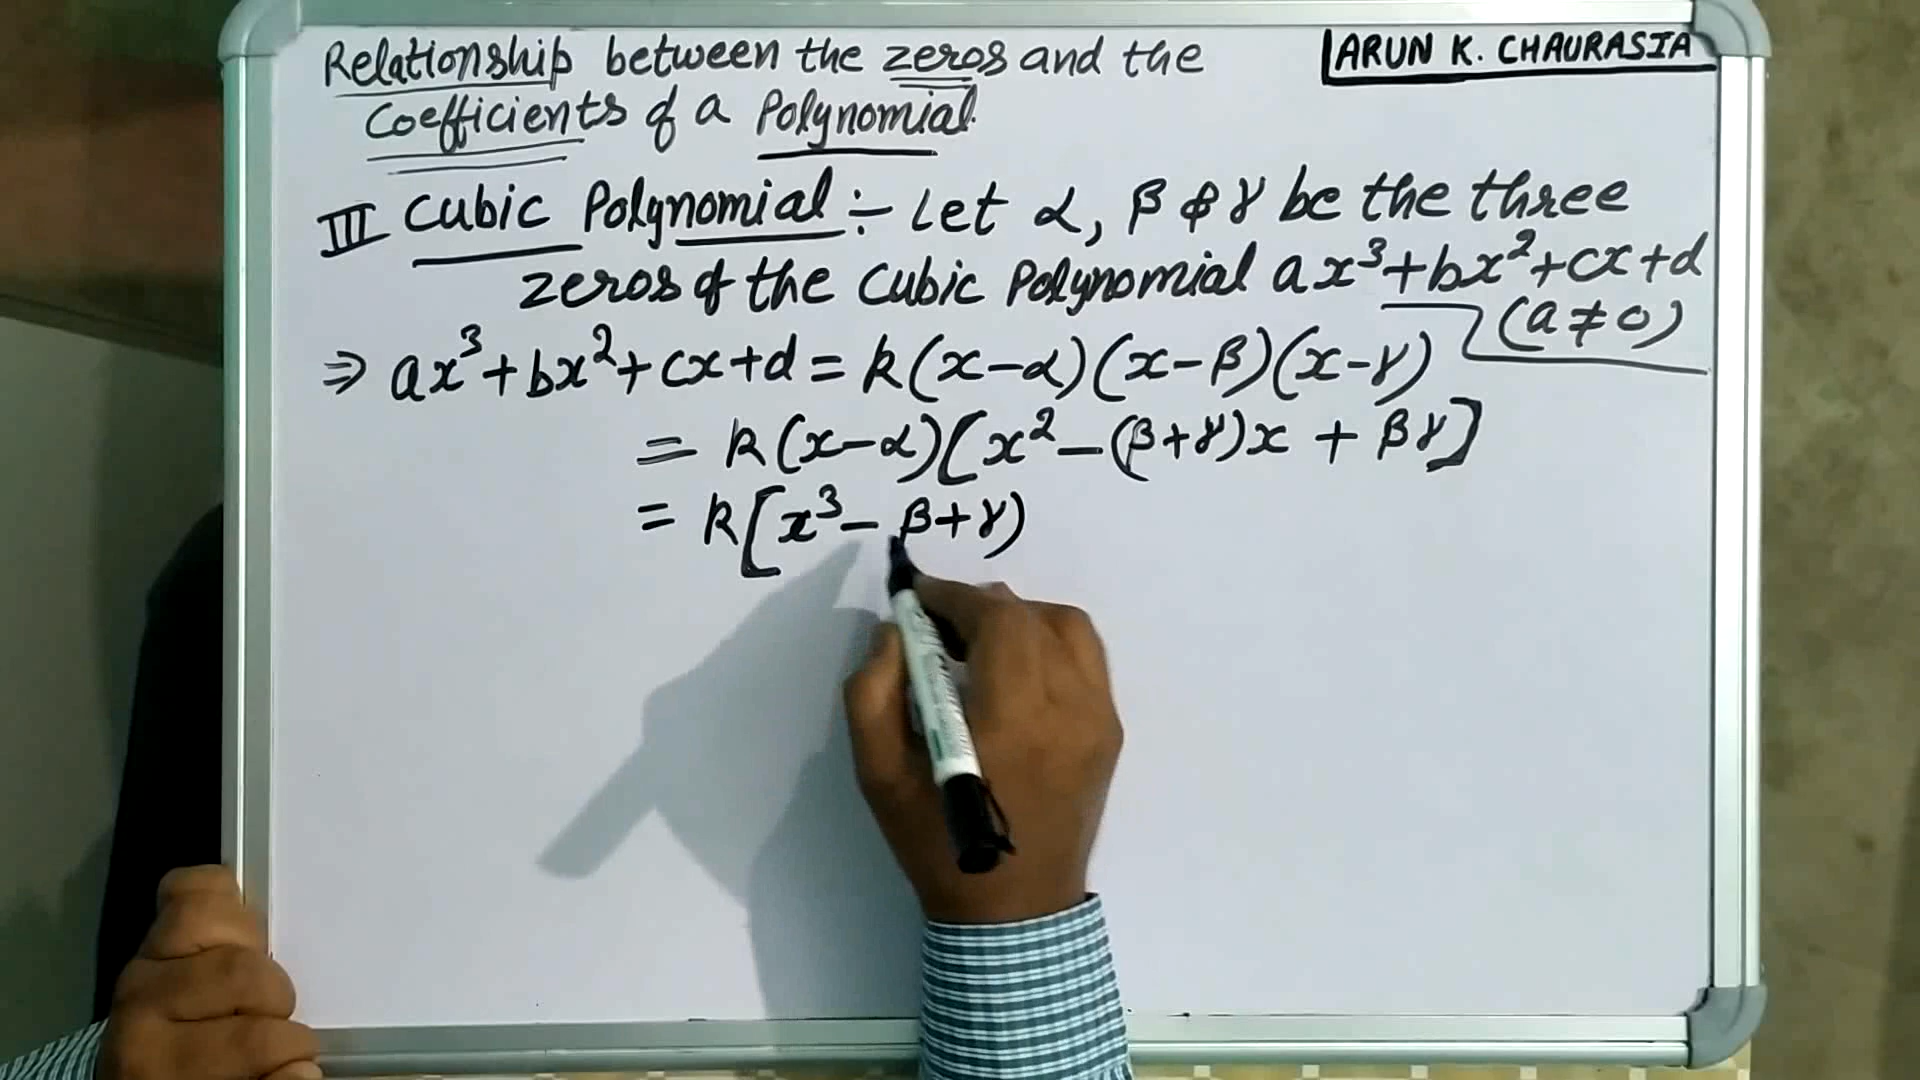 Relationship between the zeros and the
coefficients of a Polynomial.
ARUN K. CHAURASIA
III Cubic Polynomial :- Let α, β & γ be the three
zeros of the Cubic Polynomial ax³+bx²+cx+d
(a ≠ 0)
⇒ ax³+bx²+cx+d = k(x-α)(x-β)(x-γ)
= k(x-α)[x²-(β+γ)x + βγ]
= k[x³- β+γ)